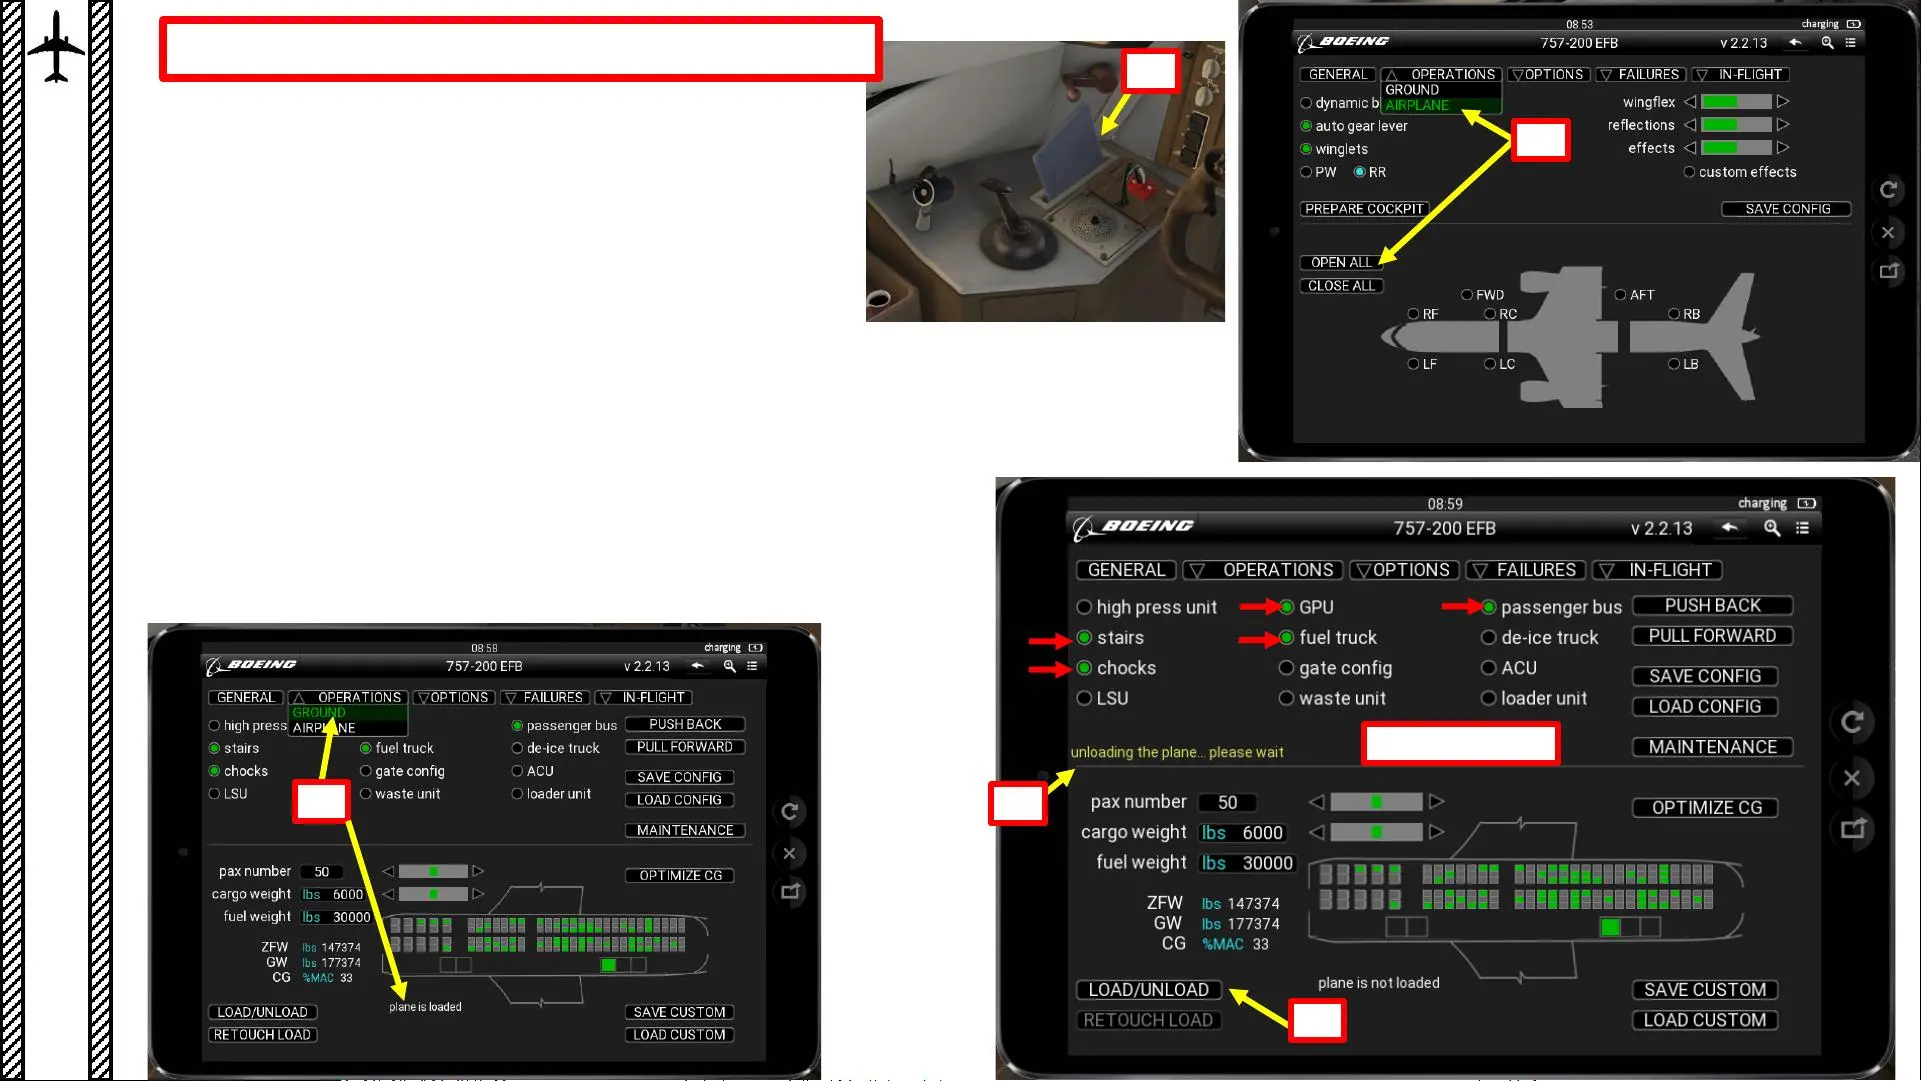 08:53
charging
BOEING
757-200 EFB
v 2.2.13
GENERAL
OPERATIONS
OPTIONS
FAILURES
IN-FLIGHT
GROUND
AIRPLANE
dynamic b
auto gear lever
winglets
PW
RR
wingflex
reflections
effects
custom effects
PREPARE COCKPIT
SAVE CONFIG
OPEN ALL
CLOSE ALL
FWD
AFT
RF
RC
RB
LF
LC
LB
08:58
charging
BOEING
757-200 EFB
v 2.2.13
GENERAL
OPERATIONS
OPTIONS
FAILURES
IN-FLIGHT
GROUND
AIRPLANE
high press
passenger bus
PUSH BACK
stairs
fuel truck
de-ice truck
PULL FORWARD
chocks
gate config
ACU
SAVE CONFIG
LSU
waste unit
loader unit
LOAD CONFIG
MAINTENANCE
pax number 50
cargo weight lbs 6000
fuel weight lbs 30000
OPTIMIZE CG
ZFW lbs 147374
GW lbs 177374
CG %MAC 33
plane is loaded
LOAD/UNLOAD
SAVE CUSTOM
RETOUCH LOAD
LOAD CUSTOM
08:59
charging
BOEING
757-200 EFB
v 2.2.13
GENERAL
OPERATIONS
OPTIONS
FAILURES
IN-FLIGHT
high press unit
GPU
passenger bus
PUSH BACK
stairs
fuel truck
de-ice truck
PULL FORWARD
chocks
gate config
ACU
SAVE CONFIG
LSU
waste unit
loader unit
LOAD CONFIG
unloading the plane... please wait
MAINTENANCE
pax number 50
cargo weight lbs 6000
fuel weight lbs 30000
OPTIMIZE CG
ZFW lbs 147374
GW lbs 177374
CG %MAC 33
plane is not loaded
LOAD/UNLOAD
SAVE CUSTOM
RETOUCH LOAD
LOAD CUSTOM